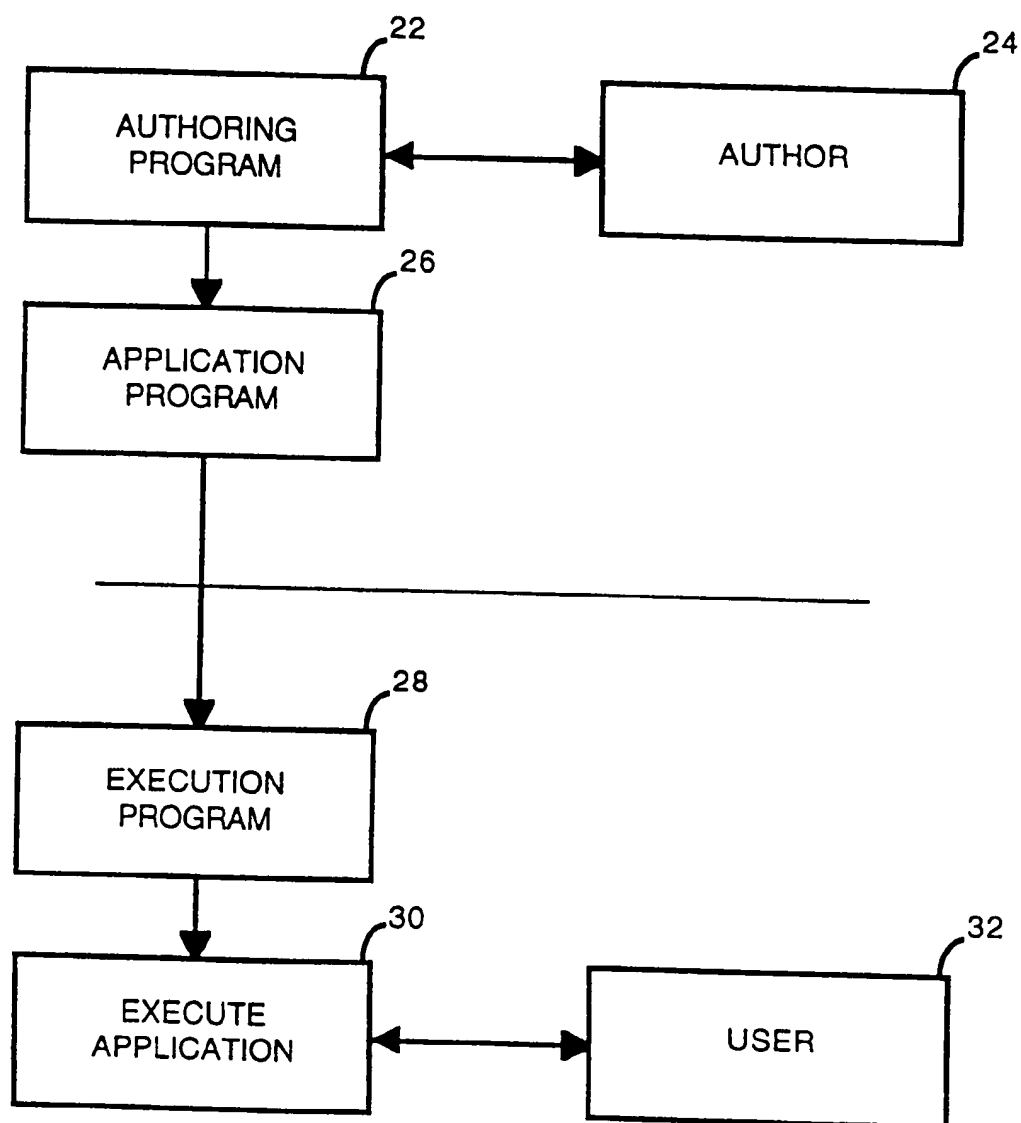 22
24
AUTHORING
PROGRAM
AUTHOR
26
APPLICATION
PROGRAM
28
EXECUTION
PROGRAM
30
32
EXECUTE
APPLICATION
USER